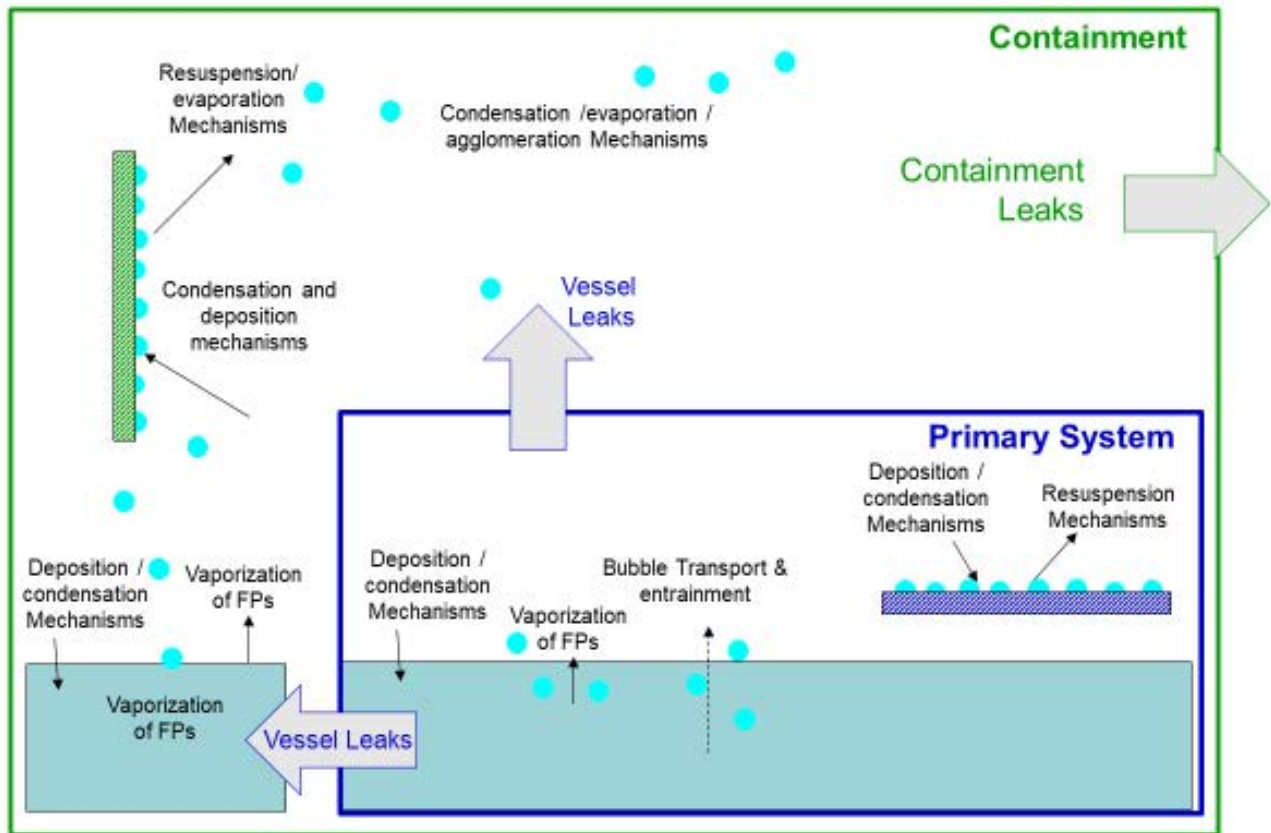 Containment
Resuspension/
evaporation
Mechanisms
Condensation /evaporation /
agglomeration Mechanisms
Containment
Leaks
Condensation and
deposition
mechanisms
Vessel
Leaks
Primary System
Deposition /
condensation
Mechanisms
Resuspension
Mechanisms
Deposition /
condensation
Mechanisms
Vaporization
of FPs
Deposition /
condensation
Mechanisms
Vaporization
of FPs
Bubble Transport &
entrainment
Vaporization
of FPs
Vessel Leaks